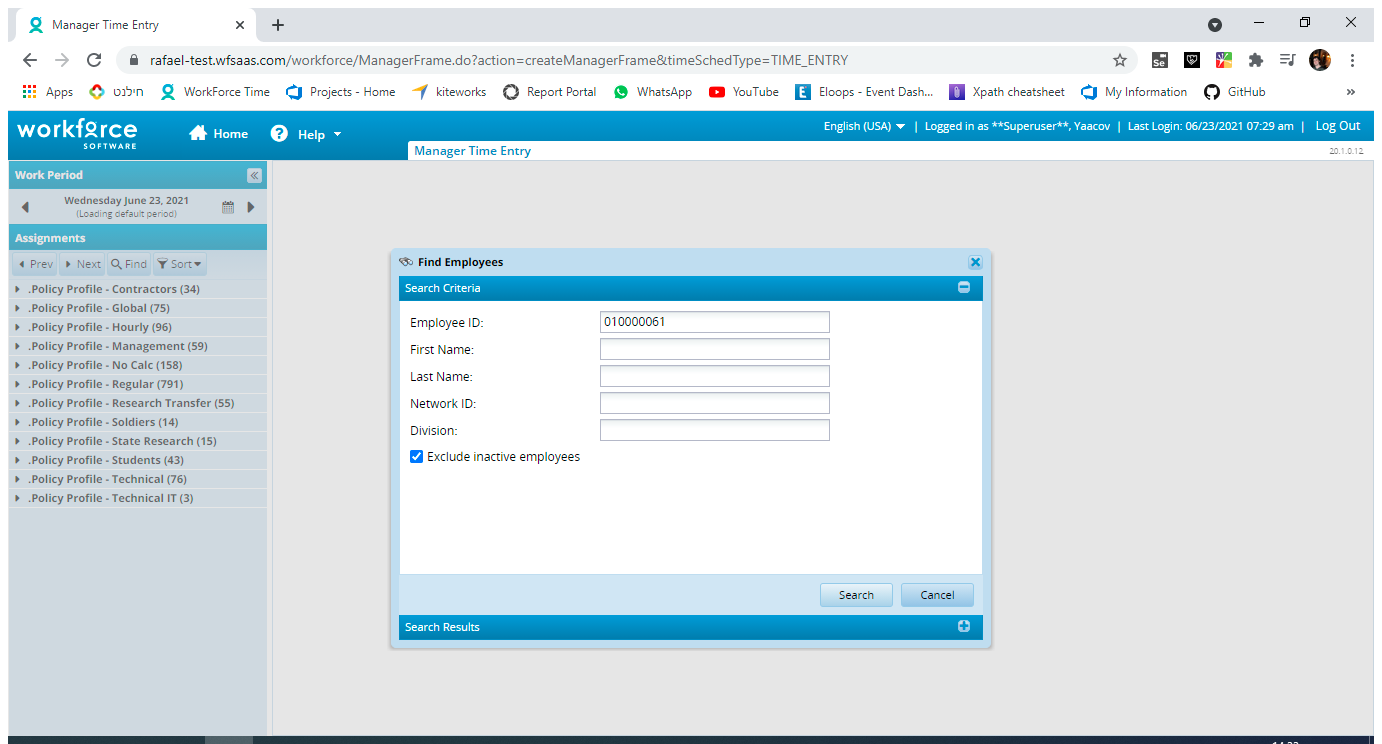 Manager Time Entry
rafael-test.wfsaas.com/workforce/ManagerFrame.do?action=createManagerFrame&timeSchedType=TIME_ENTRY
Se
Apps חילנט WorkForce Time Projects - Home kiteworks Report Portal WhatsApp YouTube E Eloops - Event Dash... Xpath cheatsheet My Information GitHub »
workforce SOFTWARE Home ? Help English (USA) | Logged in as **Superuser**, Yaacov | Last Login: 06/23/2021 07:29 am | Log Out
Manager Time Entry 20.1.0.12
Work Period
Wednesday June 23, 2021
(Loading default period)
Assignments
Prev Next Find Sort
.Policy Profile - Contractors (34)
.Policy Profile - Global (75)
.Policy Profile - Hourly (96)
.Policy Profile - Management (59)
.Policy Profile - No Calc (158)
.Policy Profile - Regular (791)
.Policy Profile - Research Transfer (55)
.Policy Profile - Soldiers (14)
.Policy Profile - State Research (15)
.Policy Profile - Students (43)
.Policy Profile - Technical (76)
.Policy Profile - Technical IT (3)
Find Employees
Search Criteria
Employee ID: 010000061
First Name:
Last Name:
Network ID:
Division:
Exclude inactive employees
Search Cancel
Search Results